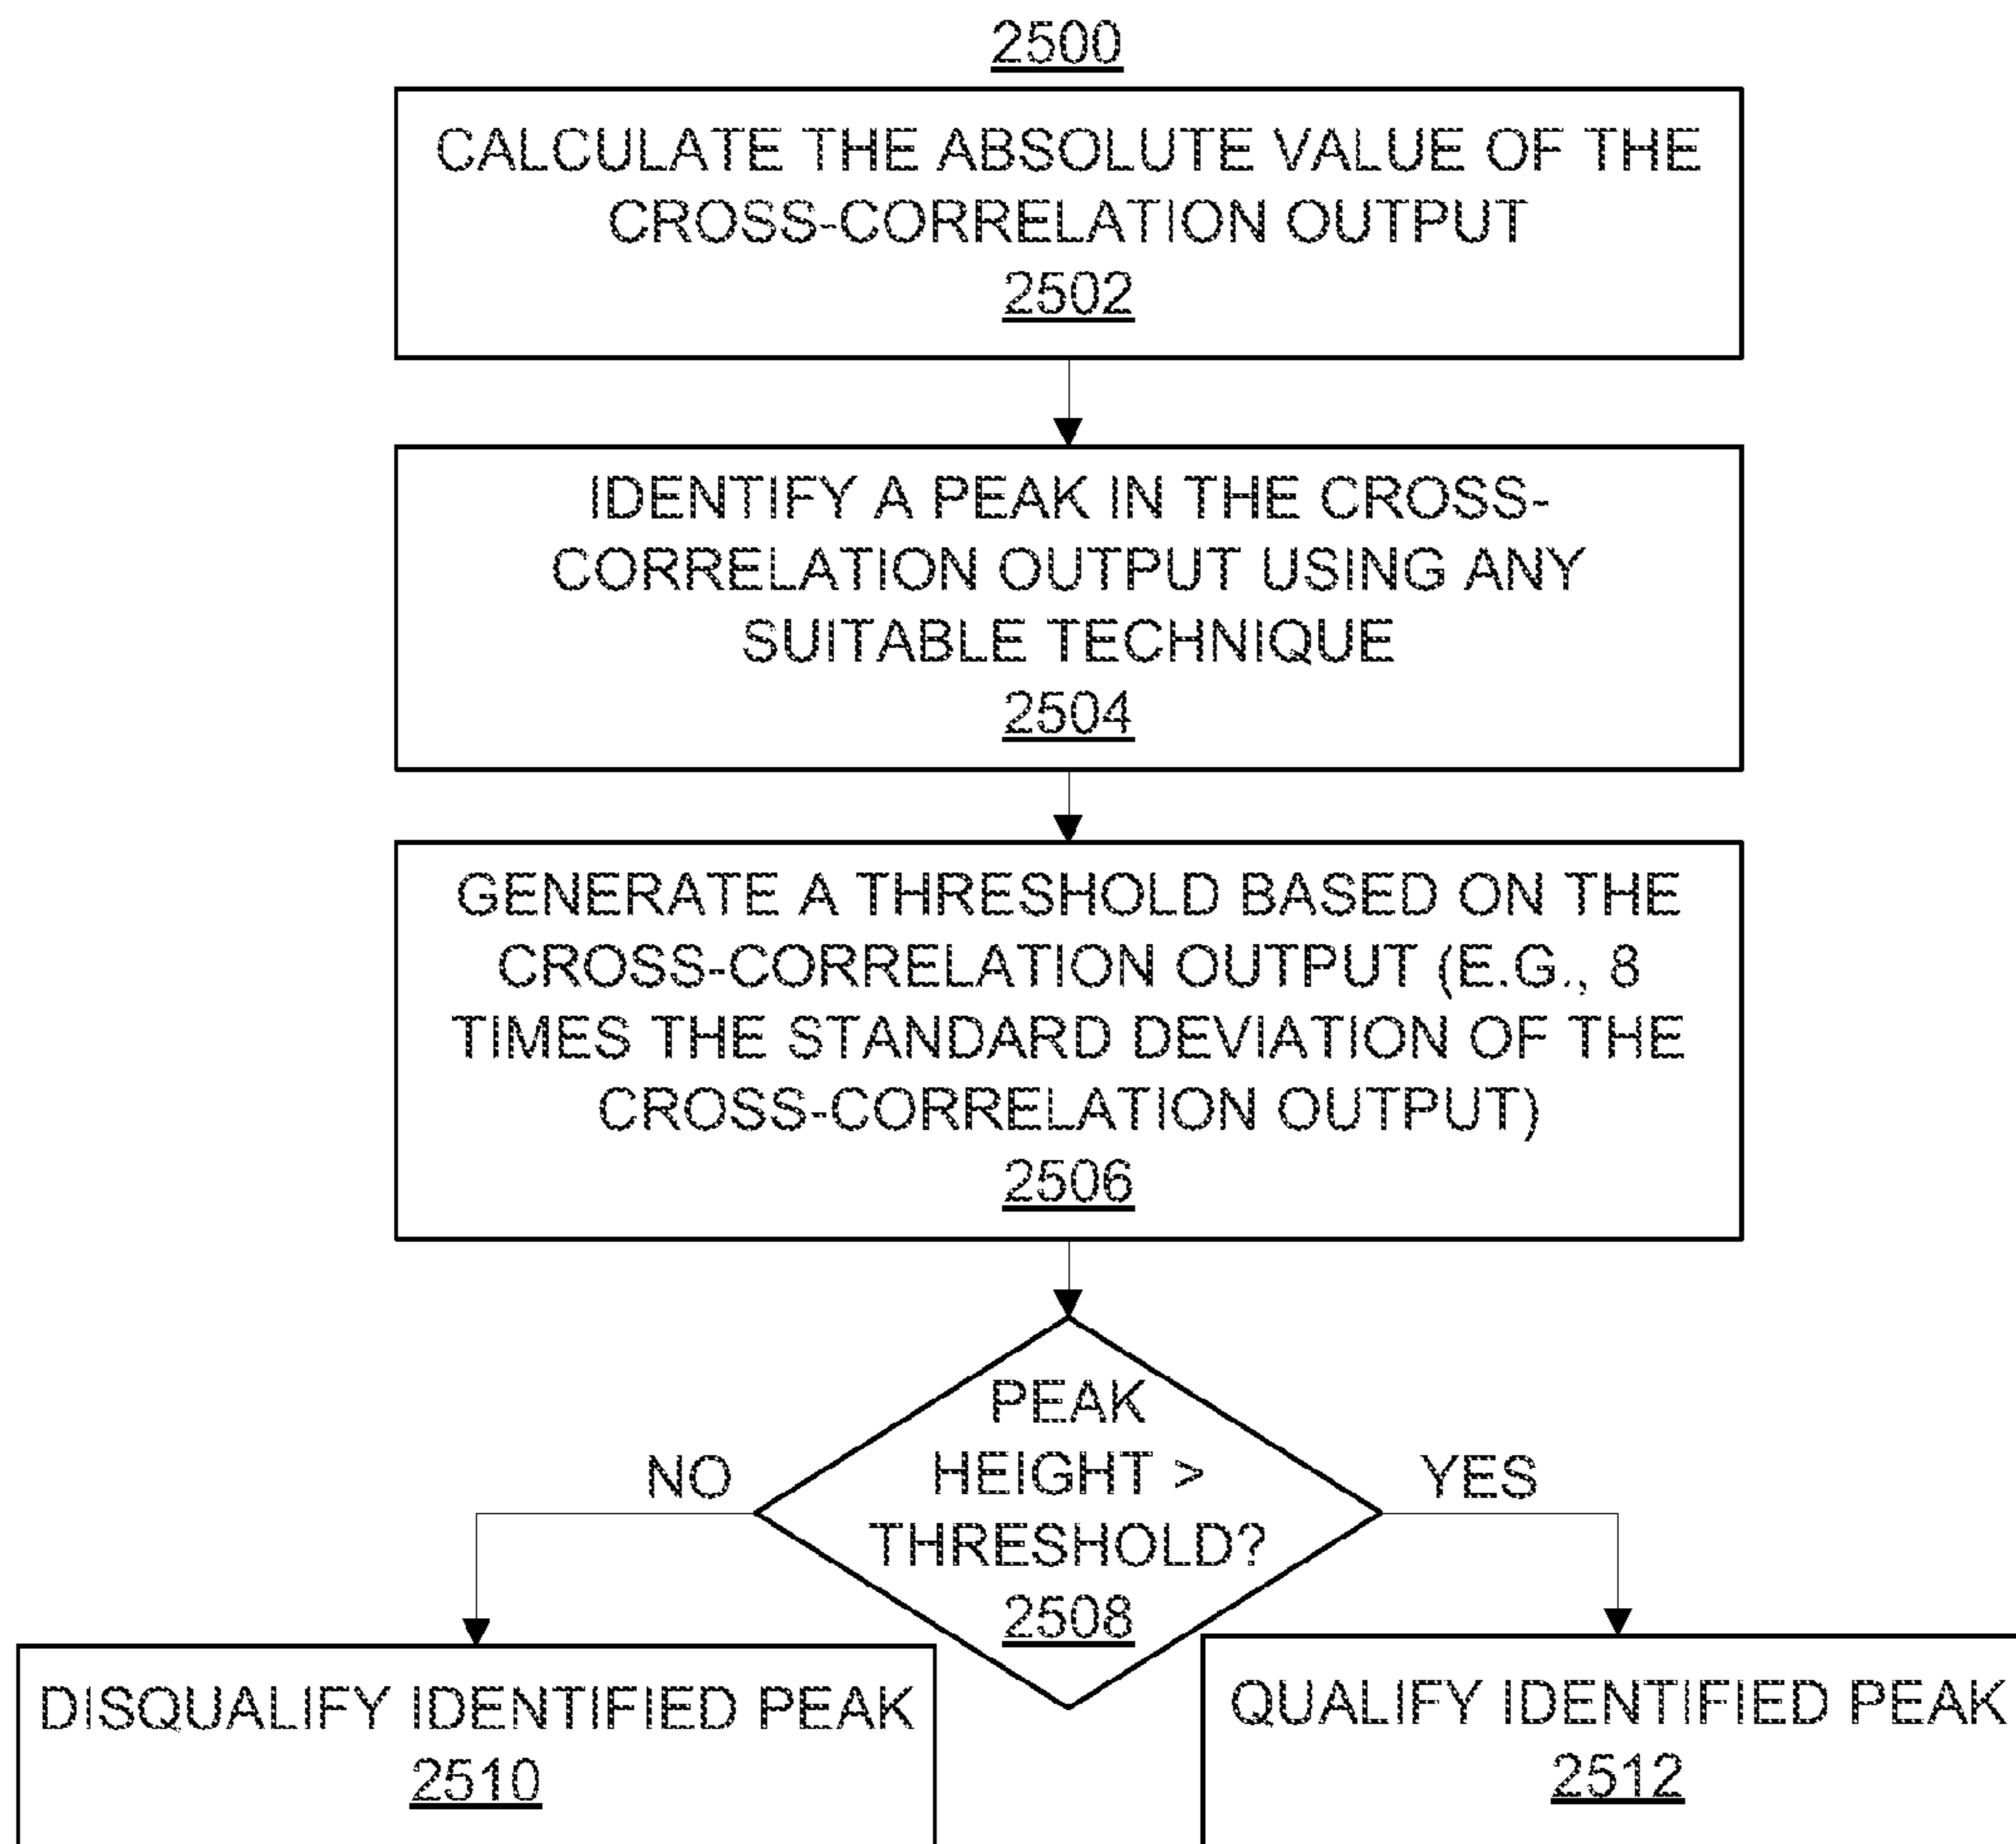 2500
CALCULATE THE ABSOLUTE VALUE OF THE
CROSS-CORRELATION OUTPUT
2502
IDENTIFY A PEAK IN THE CROSS-
CORRELATION OUTPUT USING ANY
SUITABLE TECHNIQUE
2504
GENERATE A THRESHOLD BASED ON THE
CROSS-CORRELATION OUTPUT (E.G., 8
TIMES THE STANDARD DEVIATION OF THE
CROSS-CORRELATION OUTPUT)
2506
PEAK
HEIGHT >
THRESHOLD?
2508
NO
YES
DISQUALIFY IDENTIFIED PEAK
2510
QUALIFY IDENTIFIED PEAK
2512